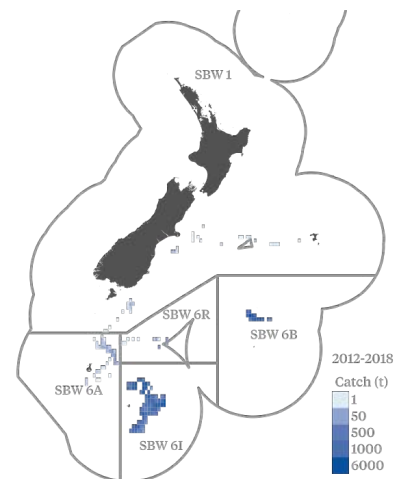 SBW 1
SBW 6R
SBW 6B
SBW 6A
SBW 6I
2012-2018
Catch (t)
1
50
500
1000
6000